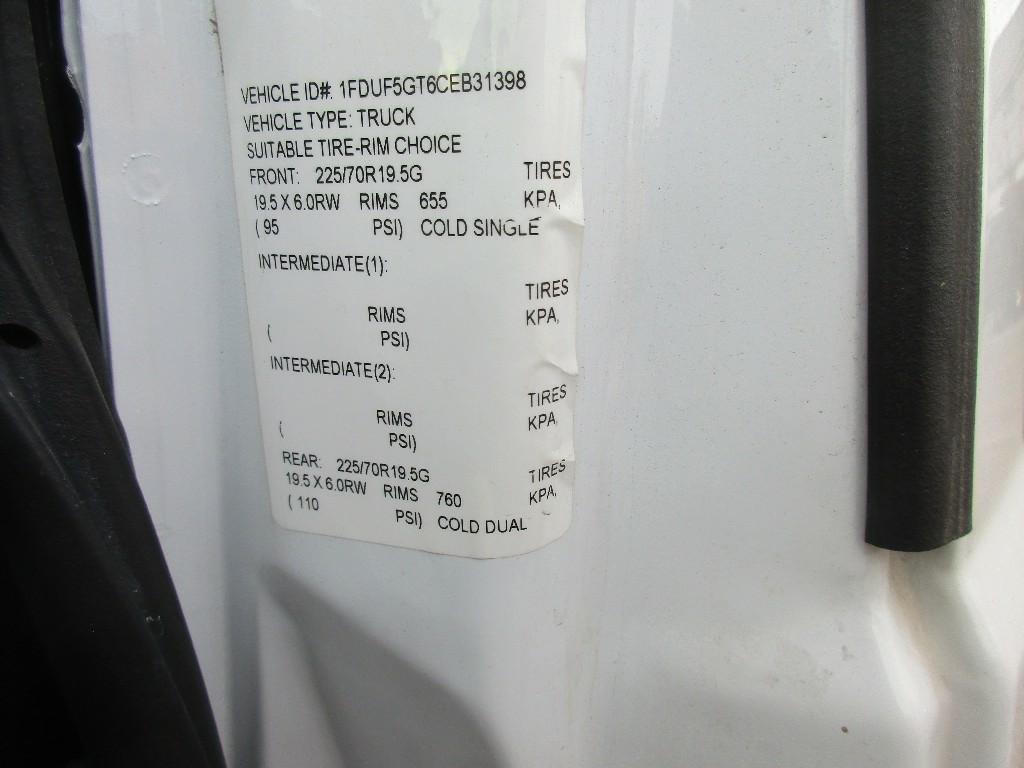 VEHICLE ID#: 1FDUF5GT6CEB31398
VEHICLE TYPE: TRUCK
SUITABLE TIRE-RIM CHOICE
FRONT: 225/70R19.5G TIRES
19.5 X 6.0RW RIMS 655 KPA,
( 95 PSI) COLD SINGLE
INTERMEDIATE(1):
TIRES
RIMS KPA,
( PSI)
INTERMEDIATE(2):
TIRES
RIMS KPA,
( PSI)
REAR: 225/70R19.5G TIRES
19.5 X 6.0RW RIMS 760 KPA,
( 110 PSI) COLD DUAL